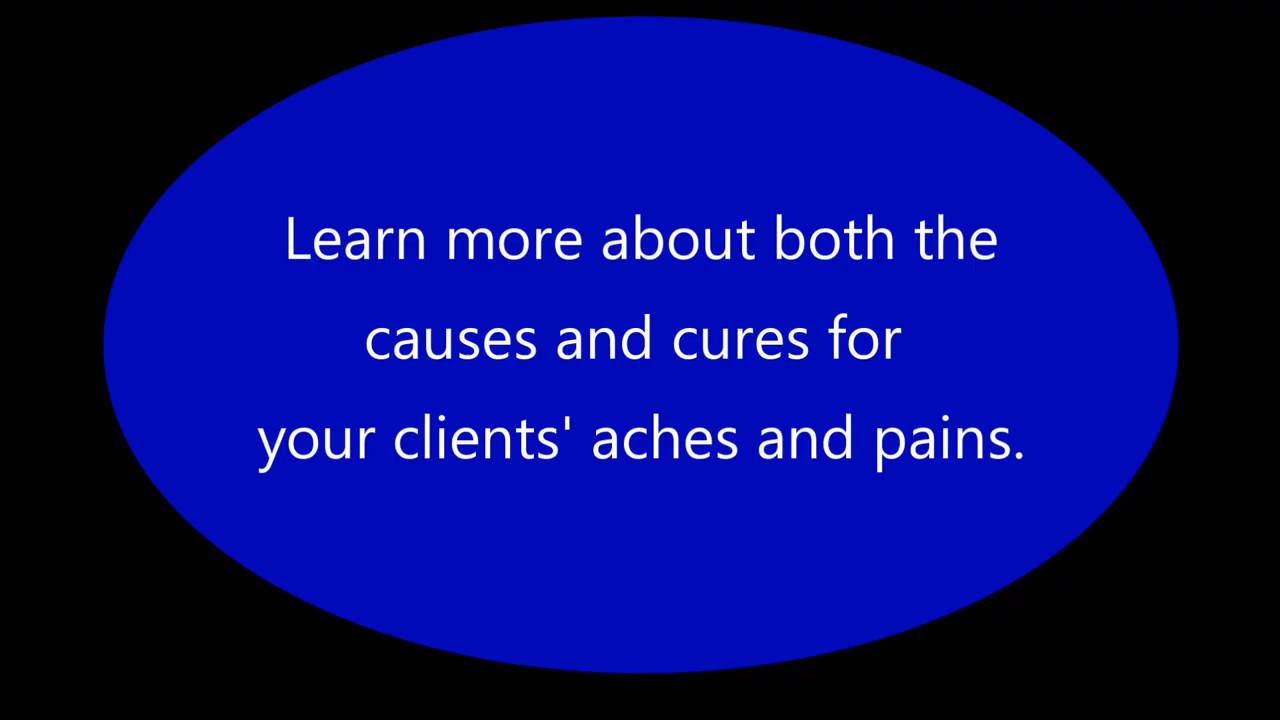 Learn more about both the
causes and cures for
your clients' aches and pains.